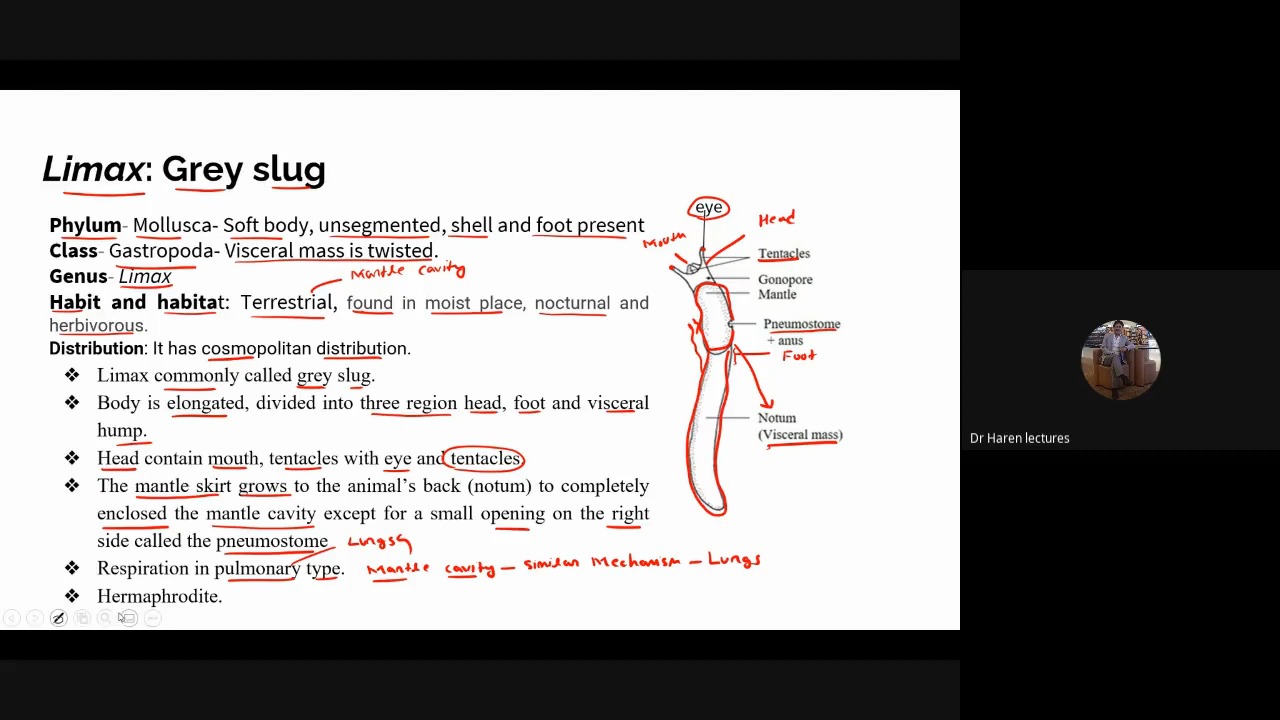 Limax: Grey slug
Phylum- Mollusca- Soft body, unsegmented, shell and foot present
Class- Gastropoda- Visceral mass is twisted.
Genus- Limax
Mantle cavity
Habit and habitat: Terrestrial, found in moist place, nocturnal and
herbivorous.
Distribution: It has cosmopolitan distribution.
❖ Limax commonly called grey slug.
❖ Body is elongated, divided into three region head, foot and visceral
hump.
❖ Head contain mouth, tentacles with eye and tentacles
❖ The mantle skirt grows to the animal's back (notum) to completely
enclosed the mantle cavity except for a small opening on the right
side called the pneumostome
Lungs
❖ Respiration in pulmonary type.
Mantle cavity - similar Mechanism - Lungs
❖ Hermaphrodite.
eye
Head
Mouth
Tentacles
Gonopore
Mantle
Pneumostome
+ anus
Foot
Notum
(Visceral mass)
Dr Haren lectures